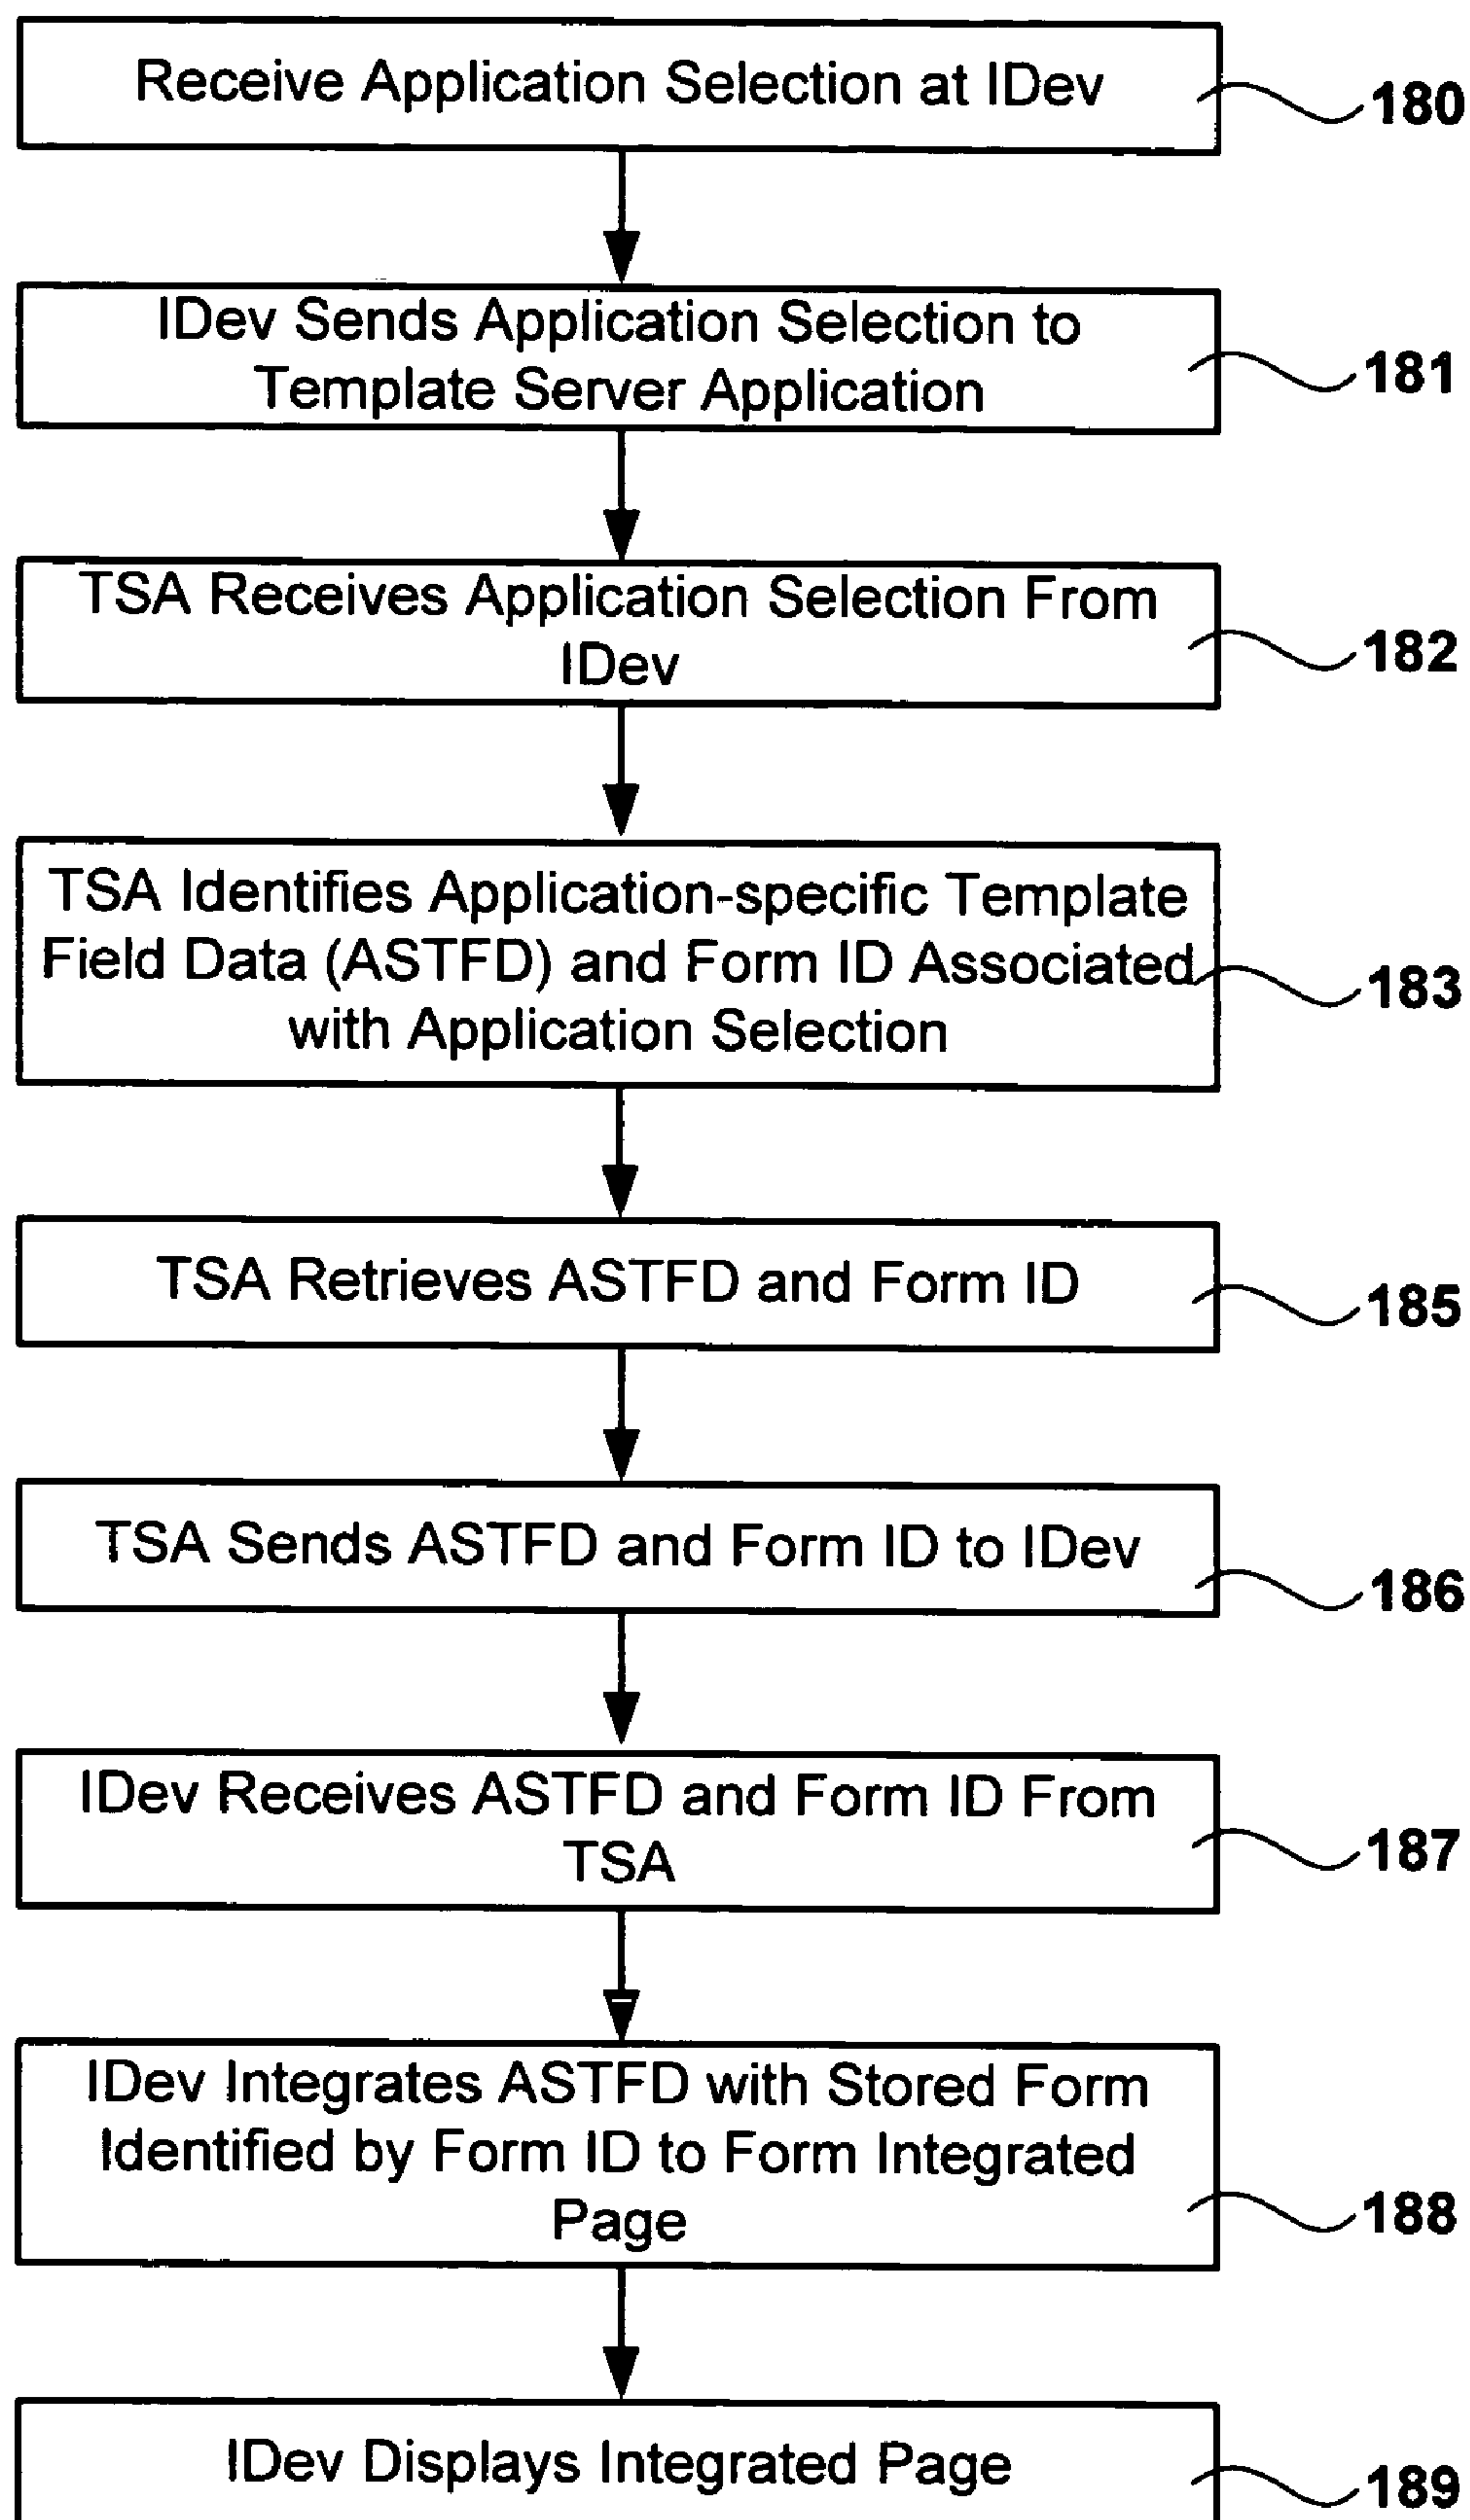 Receive Application Selection at IDev
180
IDev Sends Application Selection to
Template Server Application
181
TSA Receives Application Selection From
IDev
182
TSA Identifies Application-specific Template
Field Data (ASTFD) and Form ID Associated
with Application Selection
183
TSA Retrieves ASTFD and Form ID
185
TSA Sends ASTFD and Form ID to IDev
186
IDev Receives ASTFD and Form ID From
TSA
187
IDev Integrates ASTFD with Stored Form
Identified by Form ID to Form Integrated
Page
188
IDev Displays Integrated Page
189